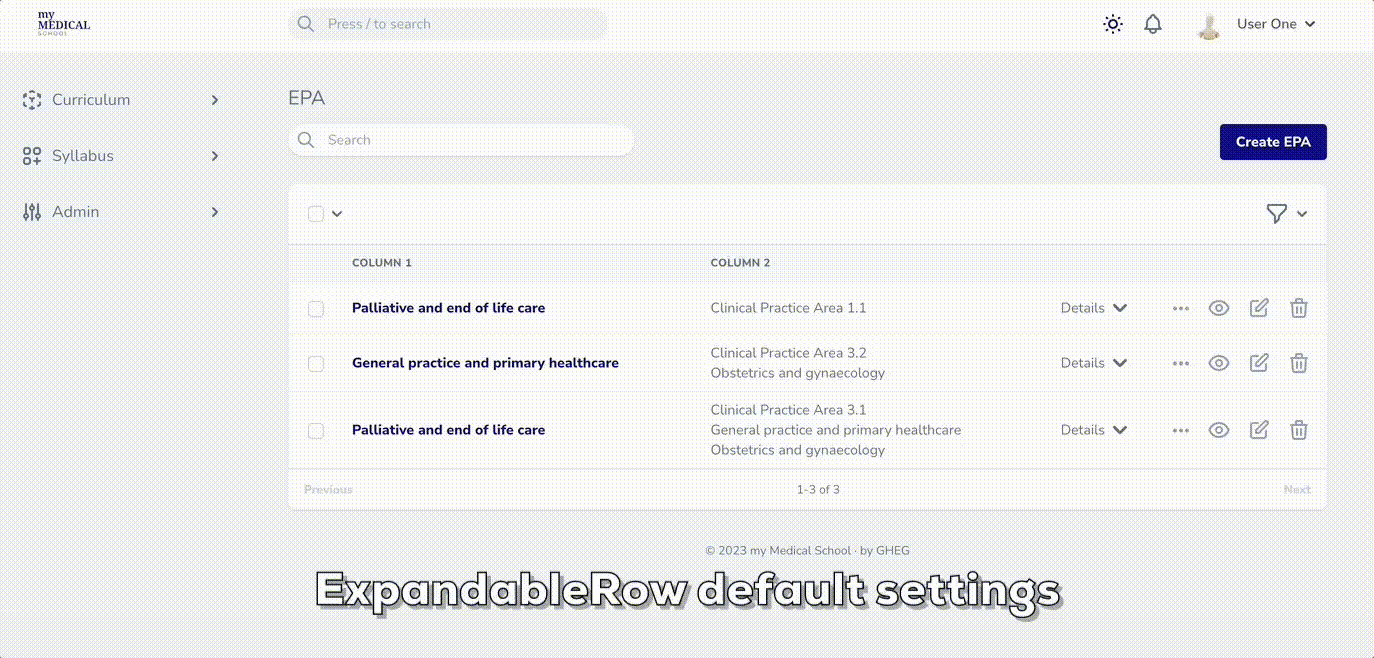 my
MEDICAL
SCHOOL
Press / to search
User One
Curriculum
Syllabus
Admin
EPA
Search
Create EPA
COLUMN 1
COLUMN 2
Palliative and end of life care
Clinical Practice Area 1.1
Details
General practice and primary healthcare
Clinical Practice Area 3.2
Obstetrics and gynaecology
Details
Palliative and end of life care
Clinical Practice Area 3.1
General practice and primary healthcare
Obstetrics and gynaecology
Details
Previous
1-3 of 3
Next
© 2023 my Medical School · by GHEG
ExpandableRow default settings